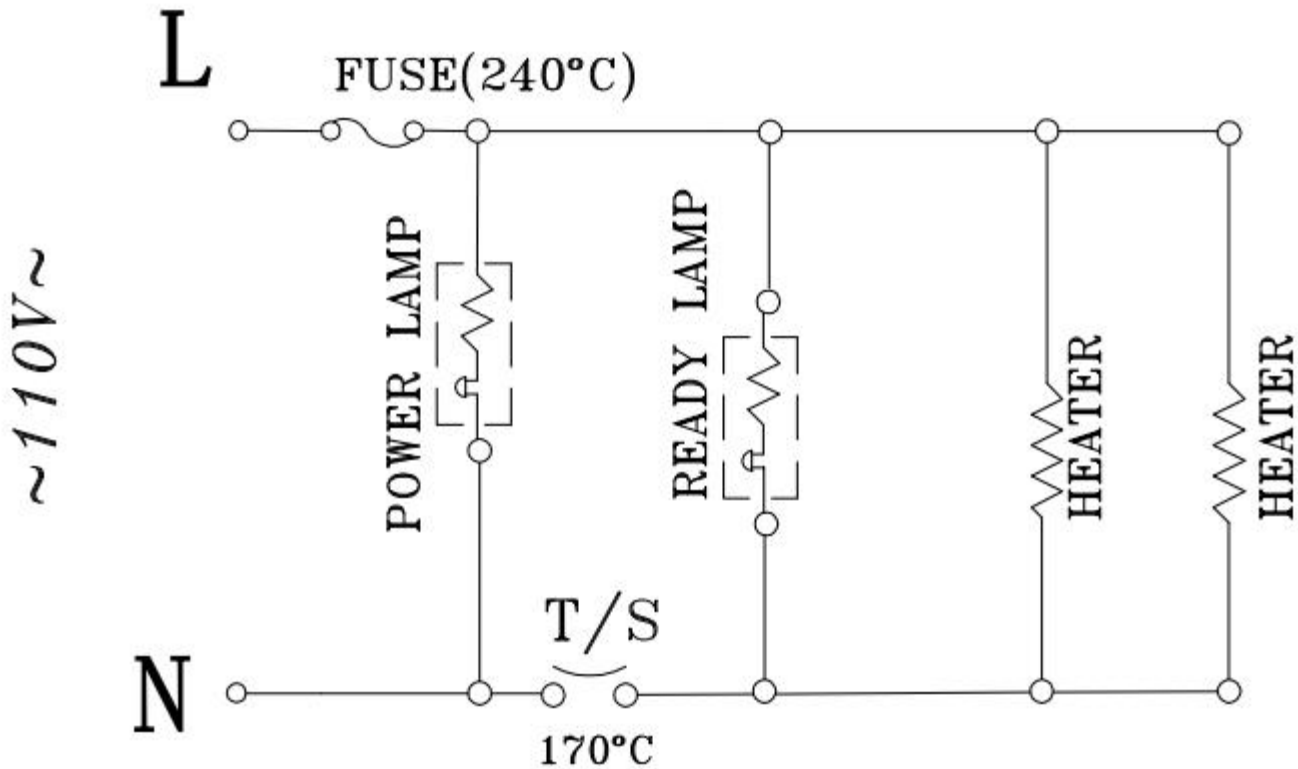 L
FUSE(240°C)
~110V~
POWER LAMP
READY LAMP
HEATER
HEATER
T/S
N
170°C